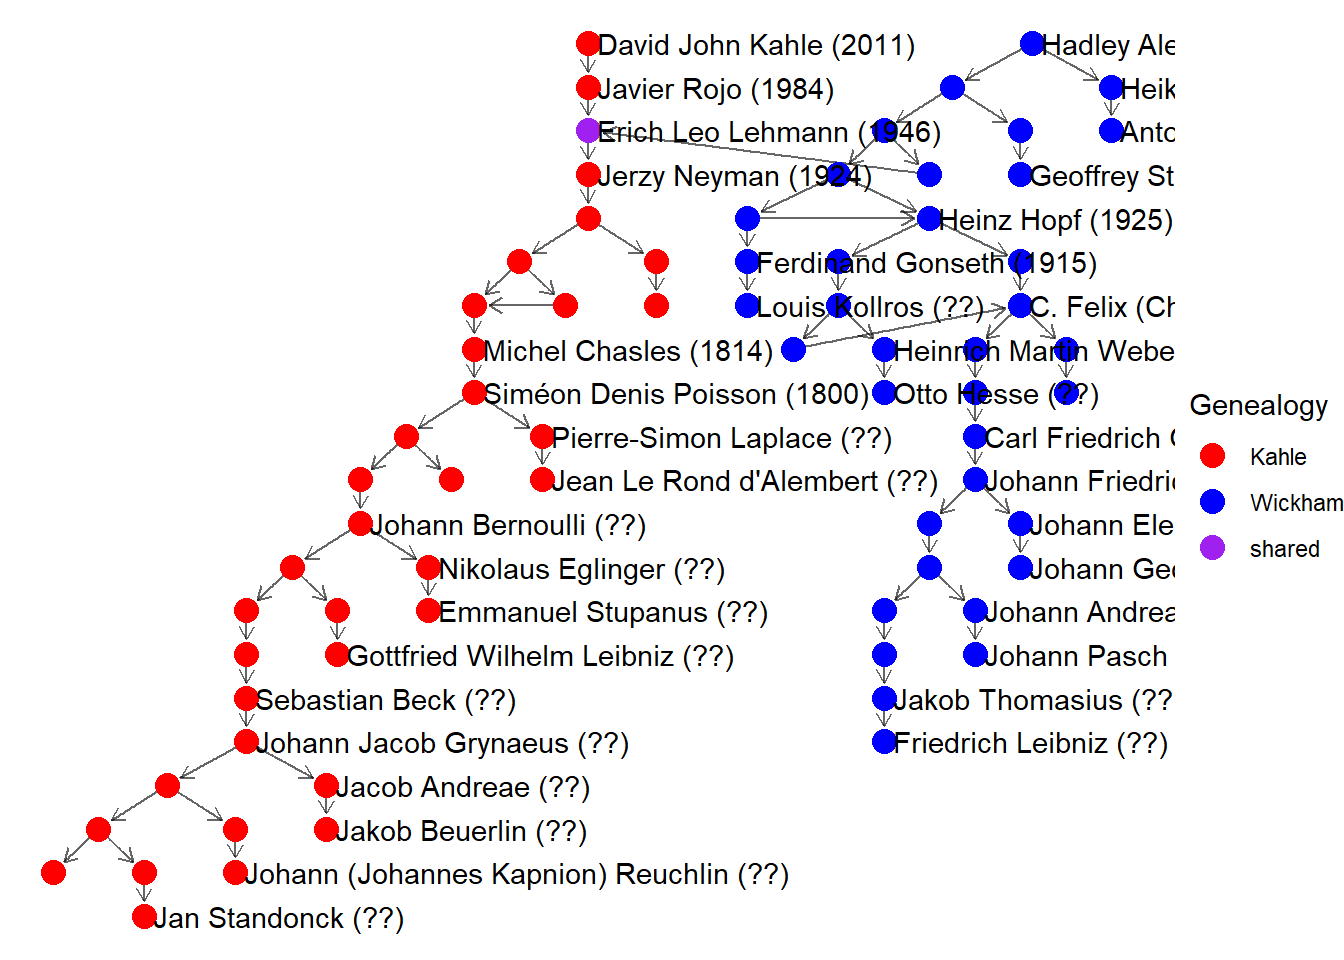 David John Kahle (2011)
Hadley Ale
Javier Rojo (1984)
Heik
Erich Leo Lehmann (1946)
Anto
Jerzy Neyman (1924)
Geoffrey St
Heinz Hopf (1925)
Ferdinand Gonseth (1915)
Louis Kollros (??)
C. Felix (Ch
Michel Chasles (1814)
Heinrich Martin Webe
Siméon Denis Poisson (1800)
Otto Hesse (??)
Genealogy
Pierre-Simon Laplace (??)
Carl Friedrich
Kahle
Jean Le Rond d'Alembert (??)
Johann Friedric
Wickham
Johann Bernoulli (??)
Johann Ele
shared
Nikolaus Eglinger (??)
Johann Geo
Emmanuel Stupanus (??)
Johann Andrea
Gottfried Wilhelm Leibniz (??)
Johann Pasch
Sebastian Beck (??)
Jakob Thomasius (??
Johann Jacob Grynaeus (??)
Friedrich Leibniz (??)
Jacob Andreae (??)
Jakob Beuerlin (??)
Johann (Johannes Kapnion) Reuchlin (??)
Jan Standonck (??)